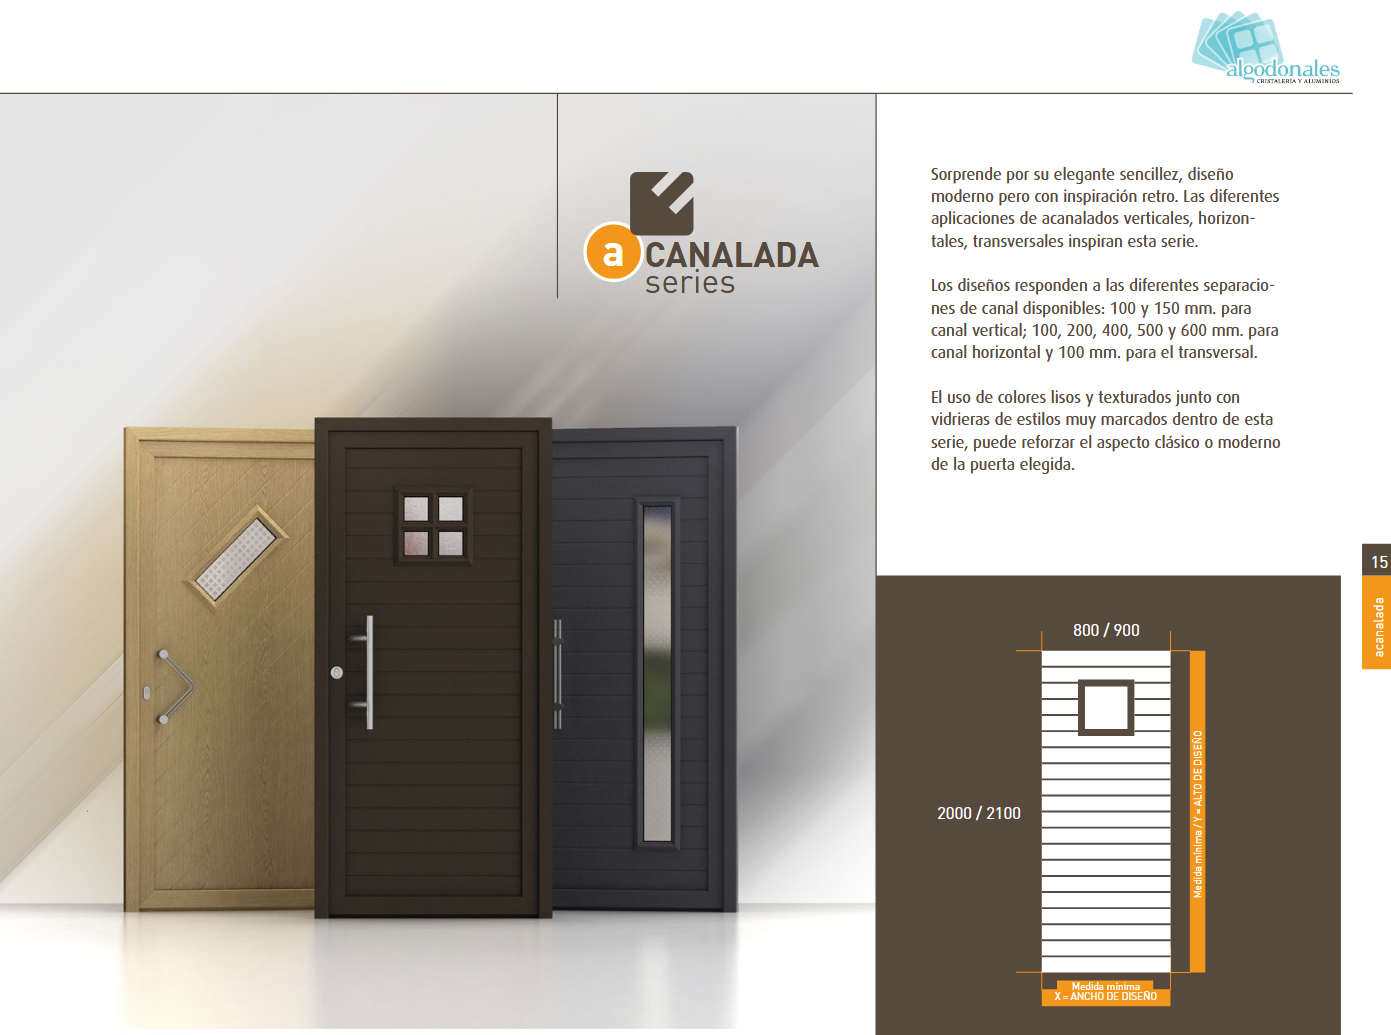 algodonales
CRISTALERÍA Y ALUMINIOS
a CANALADA
series
Sorprende por su elegante sencillez, diseño
moderno pero con inspiración retro. Las diferentes
aplicaciones de acanalados verticales, horizon-
tales, transversales inspiran esta serie.
Los diseños responden a las diferentes separacio-
nes de canal disponibles: 100 y 150 mm. para
canal vertical; 100, 200, 400, 500 y 600 mm. para
canal horizontal y 100 mm. para el transversal.
El uso de colores lisos y texturados junto con
vidrieras de estilos muy marcados dentro de esta
serie, puede reforzar el aspecto clásico o moderno
de la puerta elegida.
15
acanalada
800 / 900
2000 / 2100
Medida mínima / Y = ALTO DE DISEÑO
Medida mínima
X = ANCHO DE DISEÑO